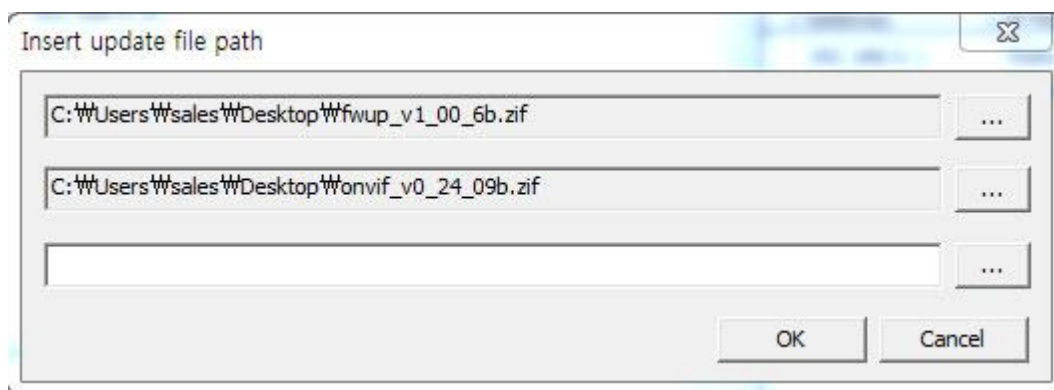 Insert update file path
C:₩Users₩sales₩Desktop₩fwup_v1_00_6b.zif
...
C:₩Users₩sales₩Desktop₩onvif_v0_24_09b.zif
...
...
OK
Cancel